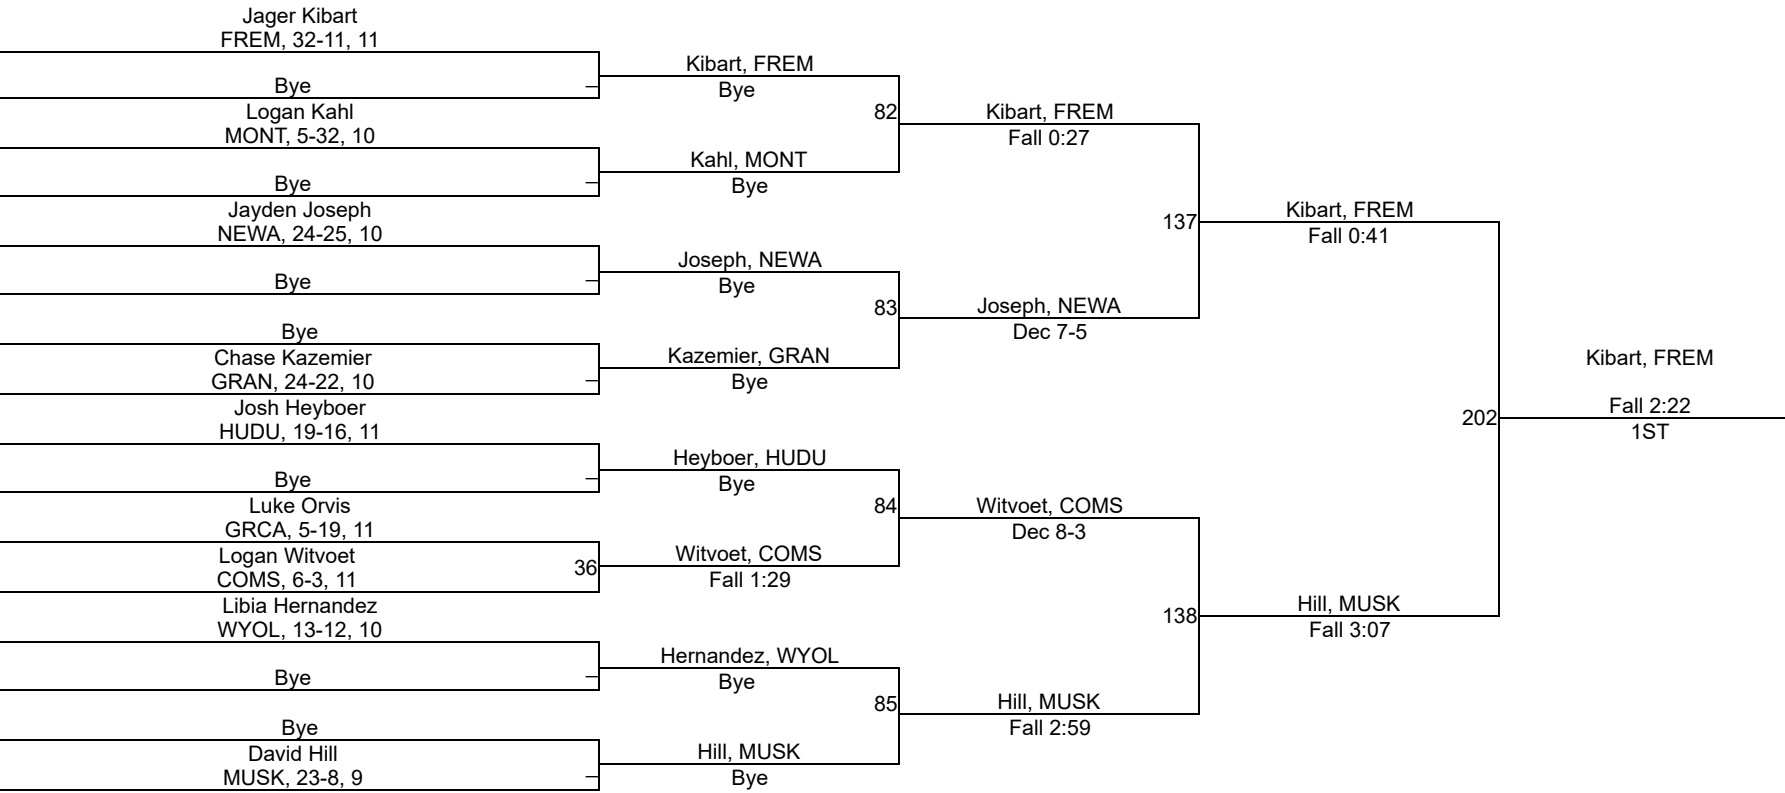 Jager Kibart
FREM, 32-11, 11
Bye
Logan Kahl
MONT, 5-32, 10
Bye
Jayden Joseph
NEWA, 24-25, 10
Bye
Bye
Chase Kazemier
GRAN, 24-22, 10
Josh Heyboer
HUDU, 19-16, 11
Bye
Luke Orvis
GRCA, 5-19, 11
Logan Witvoet
COMS, 6-3, 11
36
Libia Hernandez
WYOL, 13-12, 10
Bye
Bye
David Hill
MUSK, 23-8, 9
Kibart, FREM
Bye
82
Kahl, MONT
Bye
Joseph, NEWA
Bye
83
Kazemier, GRAN
Bye
Heyboer, HUDU
Bye
84
Witvoet, COMS
Fall 1:29
Hernandez, WYOL
Bye
85
Hill, MUSK
Bye
Kibart, FREM
Fall 0:27
137
Joseph, NEWA
Dec 7-5
Witvoet, COMS
Dec 8-3
138
Hill, MUSK
Fall 2:59
Kibart, FREM
Fall 0:41
202
Hill, MUSK
Fall 3:07
Kibart, FREM
Fall 2:22
1ST